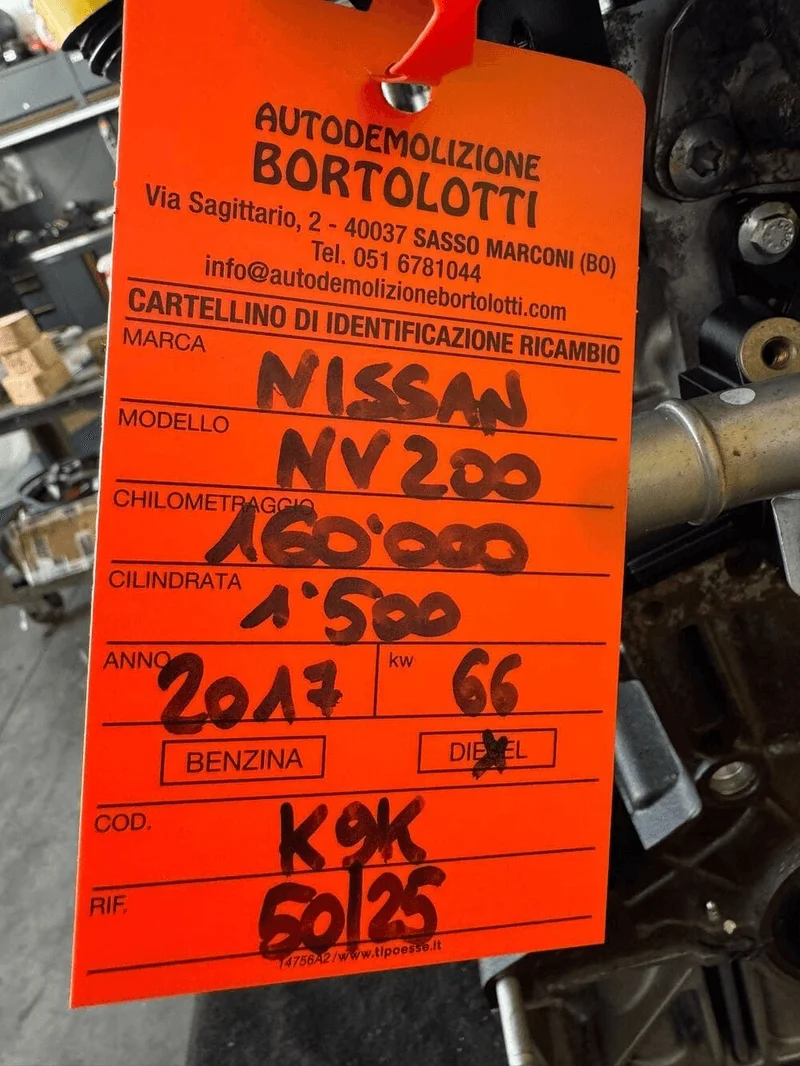 AUTODEMOLIZIONE
BORTOLOTTI
Via Sagittario, 2 - 40037 SASSO MARCONI (BO)
Tel. 051 6781044
info@autodemolizionebortolotti.com
CARTELLINO DI IDENTIFICAZIONE RICAMBIO
MARCA NISSAN
MODELLO NV200
CHILOMETRAGGIO 160'000
CILINDRATA 1'500
ANNO 2017 kw 66
BENZINA DIESEL
COD. K9K
RIF. 50/25
14756A2/www.tipoesse.it